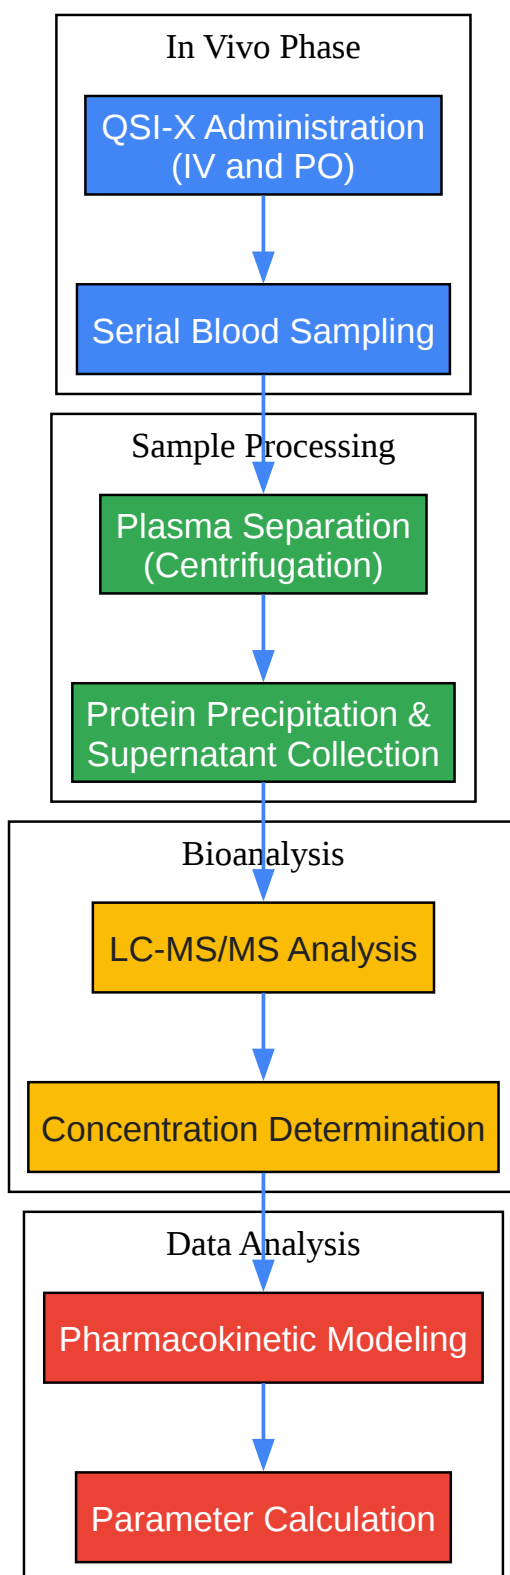 In Vivo Phase
QSI-X Administration
(IV and PO)
Serial Blood Sampling
Sample Processing
Plasma Separation
(Centrifugation)
Protein Precipitation &
Supernatant Collection
Bioanalysis
LC-MS/MS Analysis
Concentration Determination
Data Analysis
Pharmacokinetic Modeling
Parameter Calculation